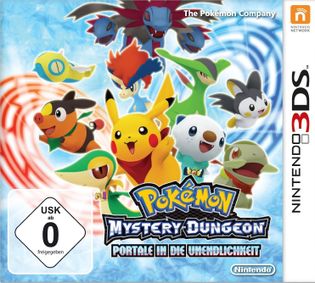 The Pokémon Company
NINTENDO
NETWORK
NINTENDO 3DS
POKéMON
MYSTERY DUNGEON
PORTALE IN DIE UNENDLICHKEIT
USK
ab
0
freigegeben
Nintendo